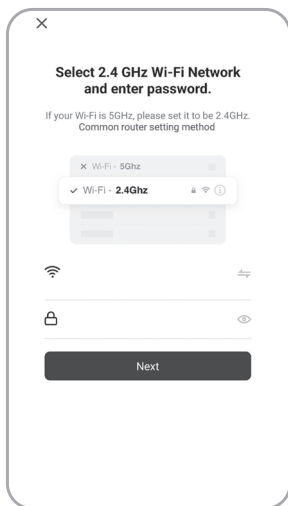 Select 2.4 GHz Wi-Fi Network
and enter password.
If your Wi-Fi is 5GHz, please set it to be 2.4GHz.
Common router setting method
Wi-Fi - 5Ghz
Wi-Fi - 2.4Ghz
Next